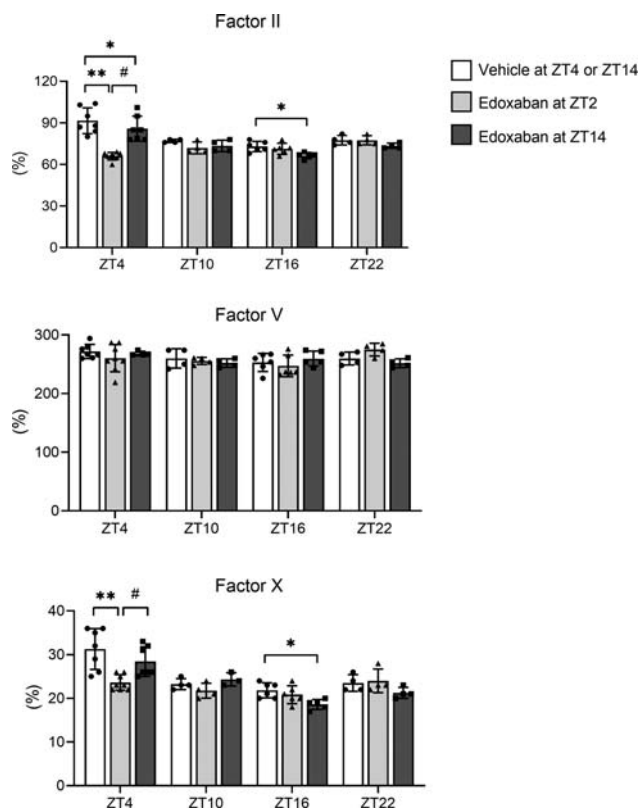 Factor II
* 
** #
*
120
90
60
30
0
(%)
ZT4 ZT10 ZT16 ZT22
Vehicle at ZT4 or ZT14
Edoxaban at ZT2
Edoxaban at ZT14
Factor V
300
200
100
0
(%)
ZT4 ZT10 ZT16 ZT22
Factor X
** #
*
40
30
20
10
0
(%)
ZT4 ZT10 ZT16 ZT22